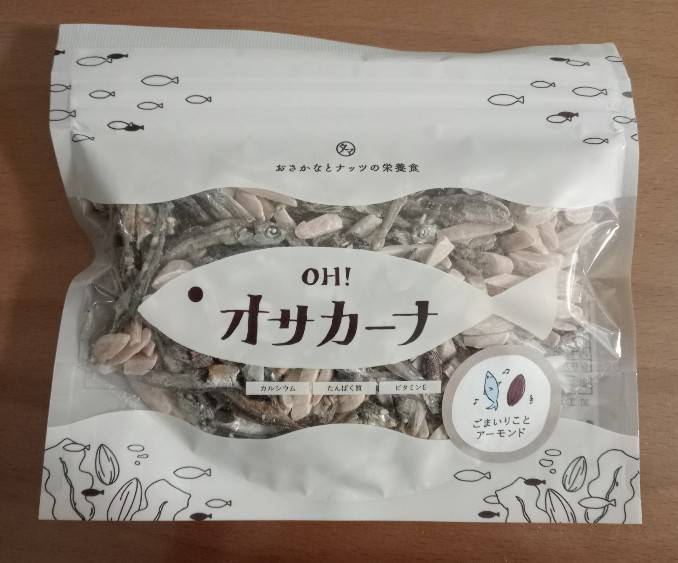 タマ
おさかなとナッツの栄養食
OH!
オサカーナ
カルシウム たんぱく質 ビタミンE
ごまいりこと
アーモンド